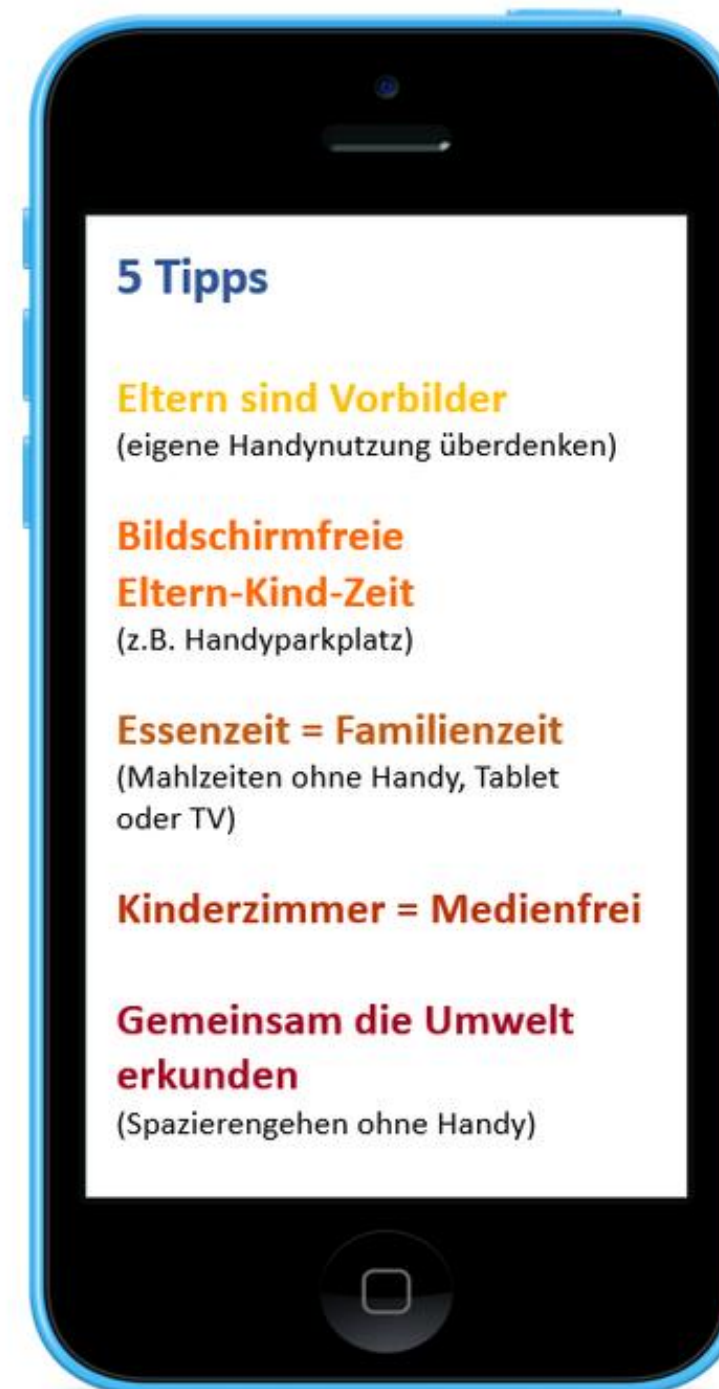 5 Tipps
Eltern sind Vorbilder
(eigene Handynutzung überdenken)
Bildschirmfreie
Eltern-Kind-Zeit
(z.B. Handyparkplatz)
Essenzeit = Familienzeit
(Mahlzeiten ohne Handy, Tablet
oder TV)
Kinderzimmer = Medienfrei
Gemeinsam die Umwelt
erkunden
(Spazierengehen ohne Handy)